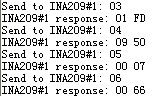 Send to INA209#1: 03
INA209#1 response: 01 FD
Send to INA209#1: 04
INA209#1 response: 09 50
Send to INA209#1: 05
INA209#1 response: 00 07
Send to INA209#1: 06
INA209#1 response: 00 66